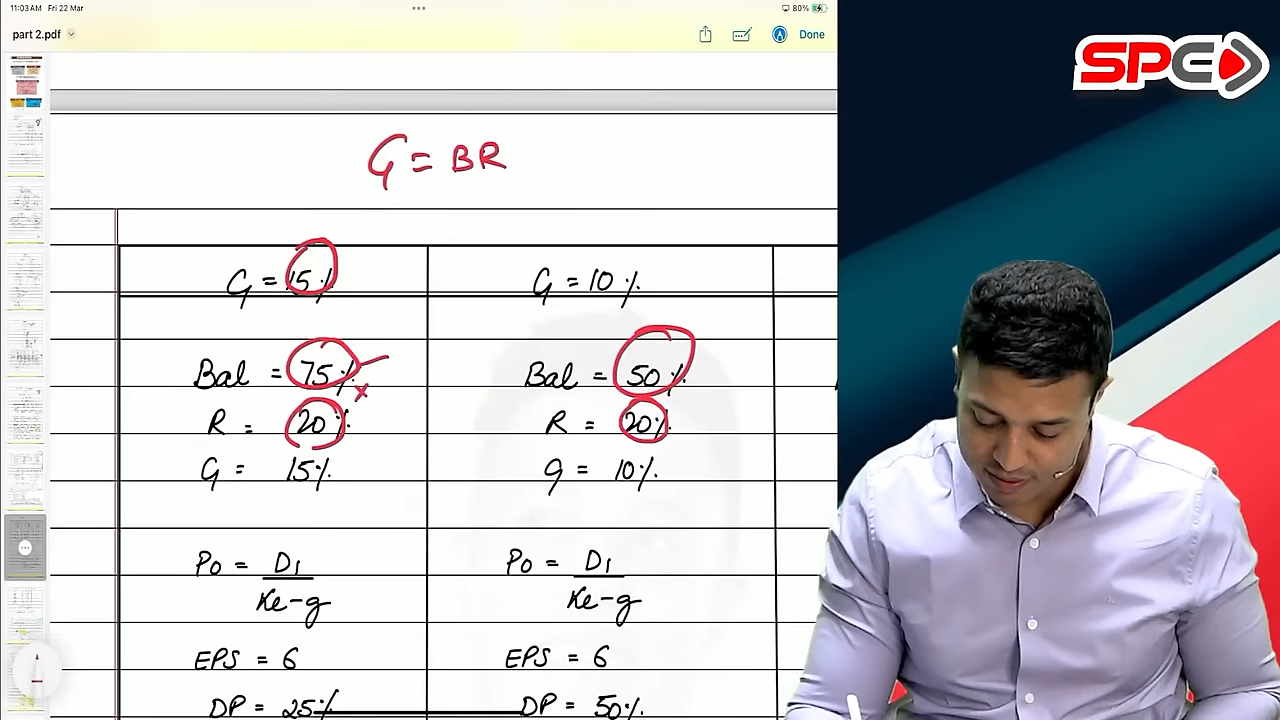 11:03 AM Fri 22 Mar
80%
part 2.pdf
Done
SPC
G = BR
G = 15%
Bal = 75%
x
R = 20%
G = 15%
Po = D1
Ke-g
EPS = 6
DP = 25%
G = 10%
Bal = 50%
R = 20%
g = 10%
Po = D1
Ke-g
EPS = 6
DP = 50%